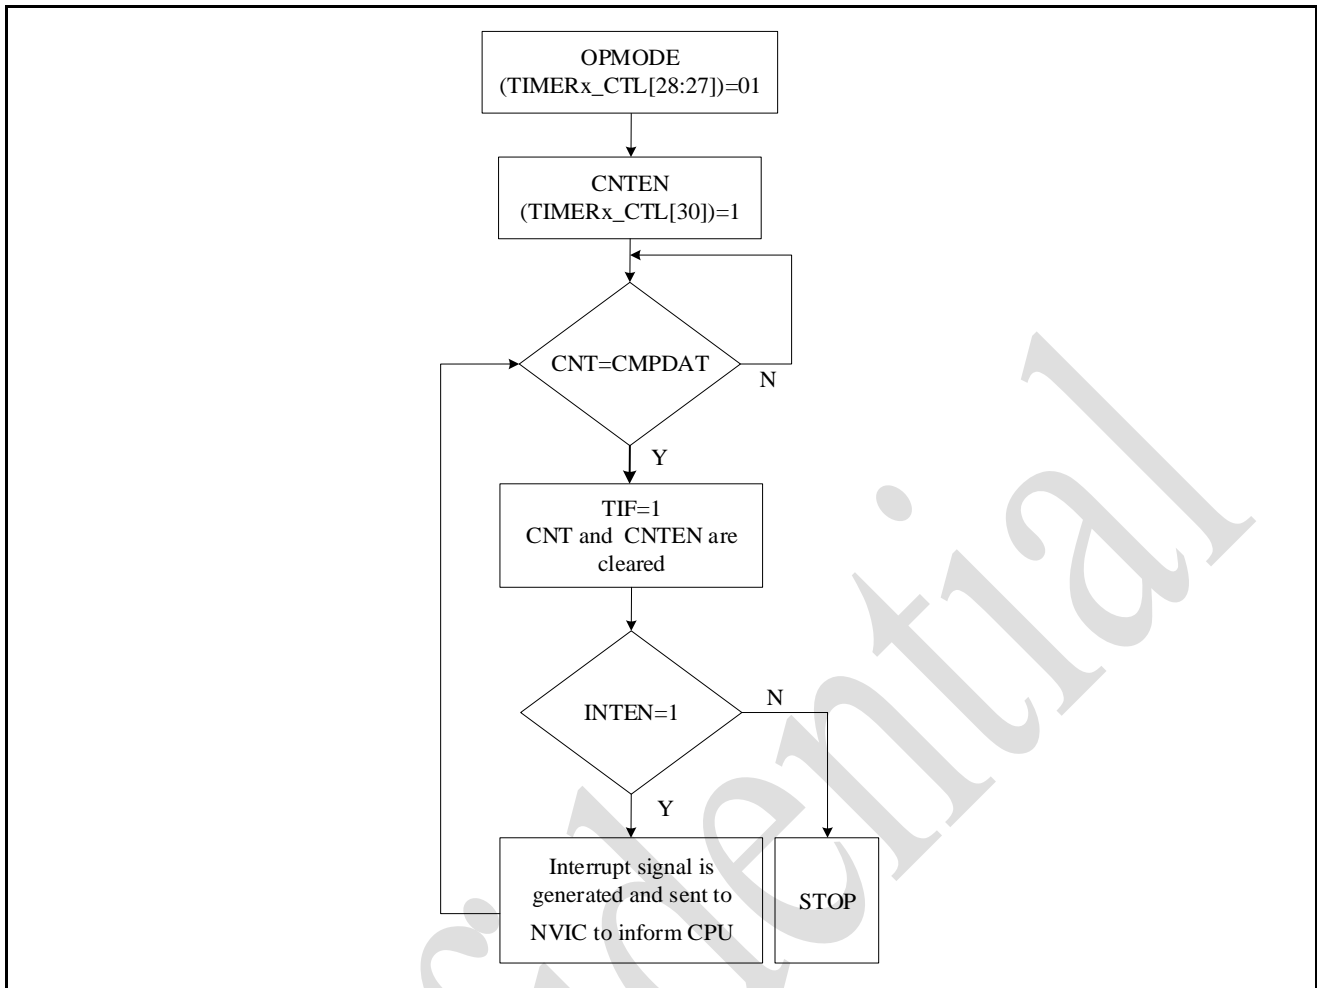 OPMODE
(TIMERx_CTL[28:27])=01
CNTEN
(TIMERx_CTL[30])=1
CNT=CMPDAT
N
Y
TIF=1
CNT and CNTEN are
cleared
INTEN=1
N
Y
Interrupt signal is
generated and sent to
NVIC to inform CPU
STOP
fidential